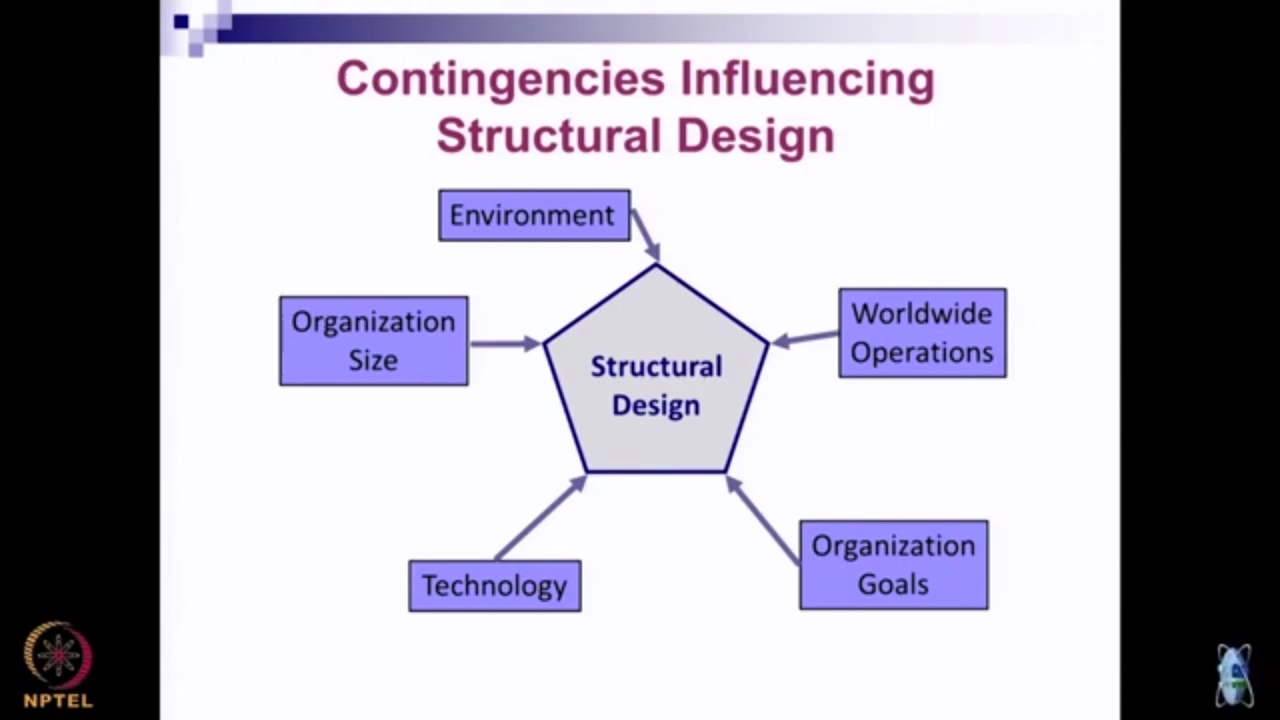 Contingencies Influencing
Structural Design
Environment
Organization
Size
Worldwide
Operations
Structural
Design
Technology
Organization
Goals
NPTEL